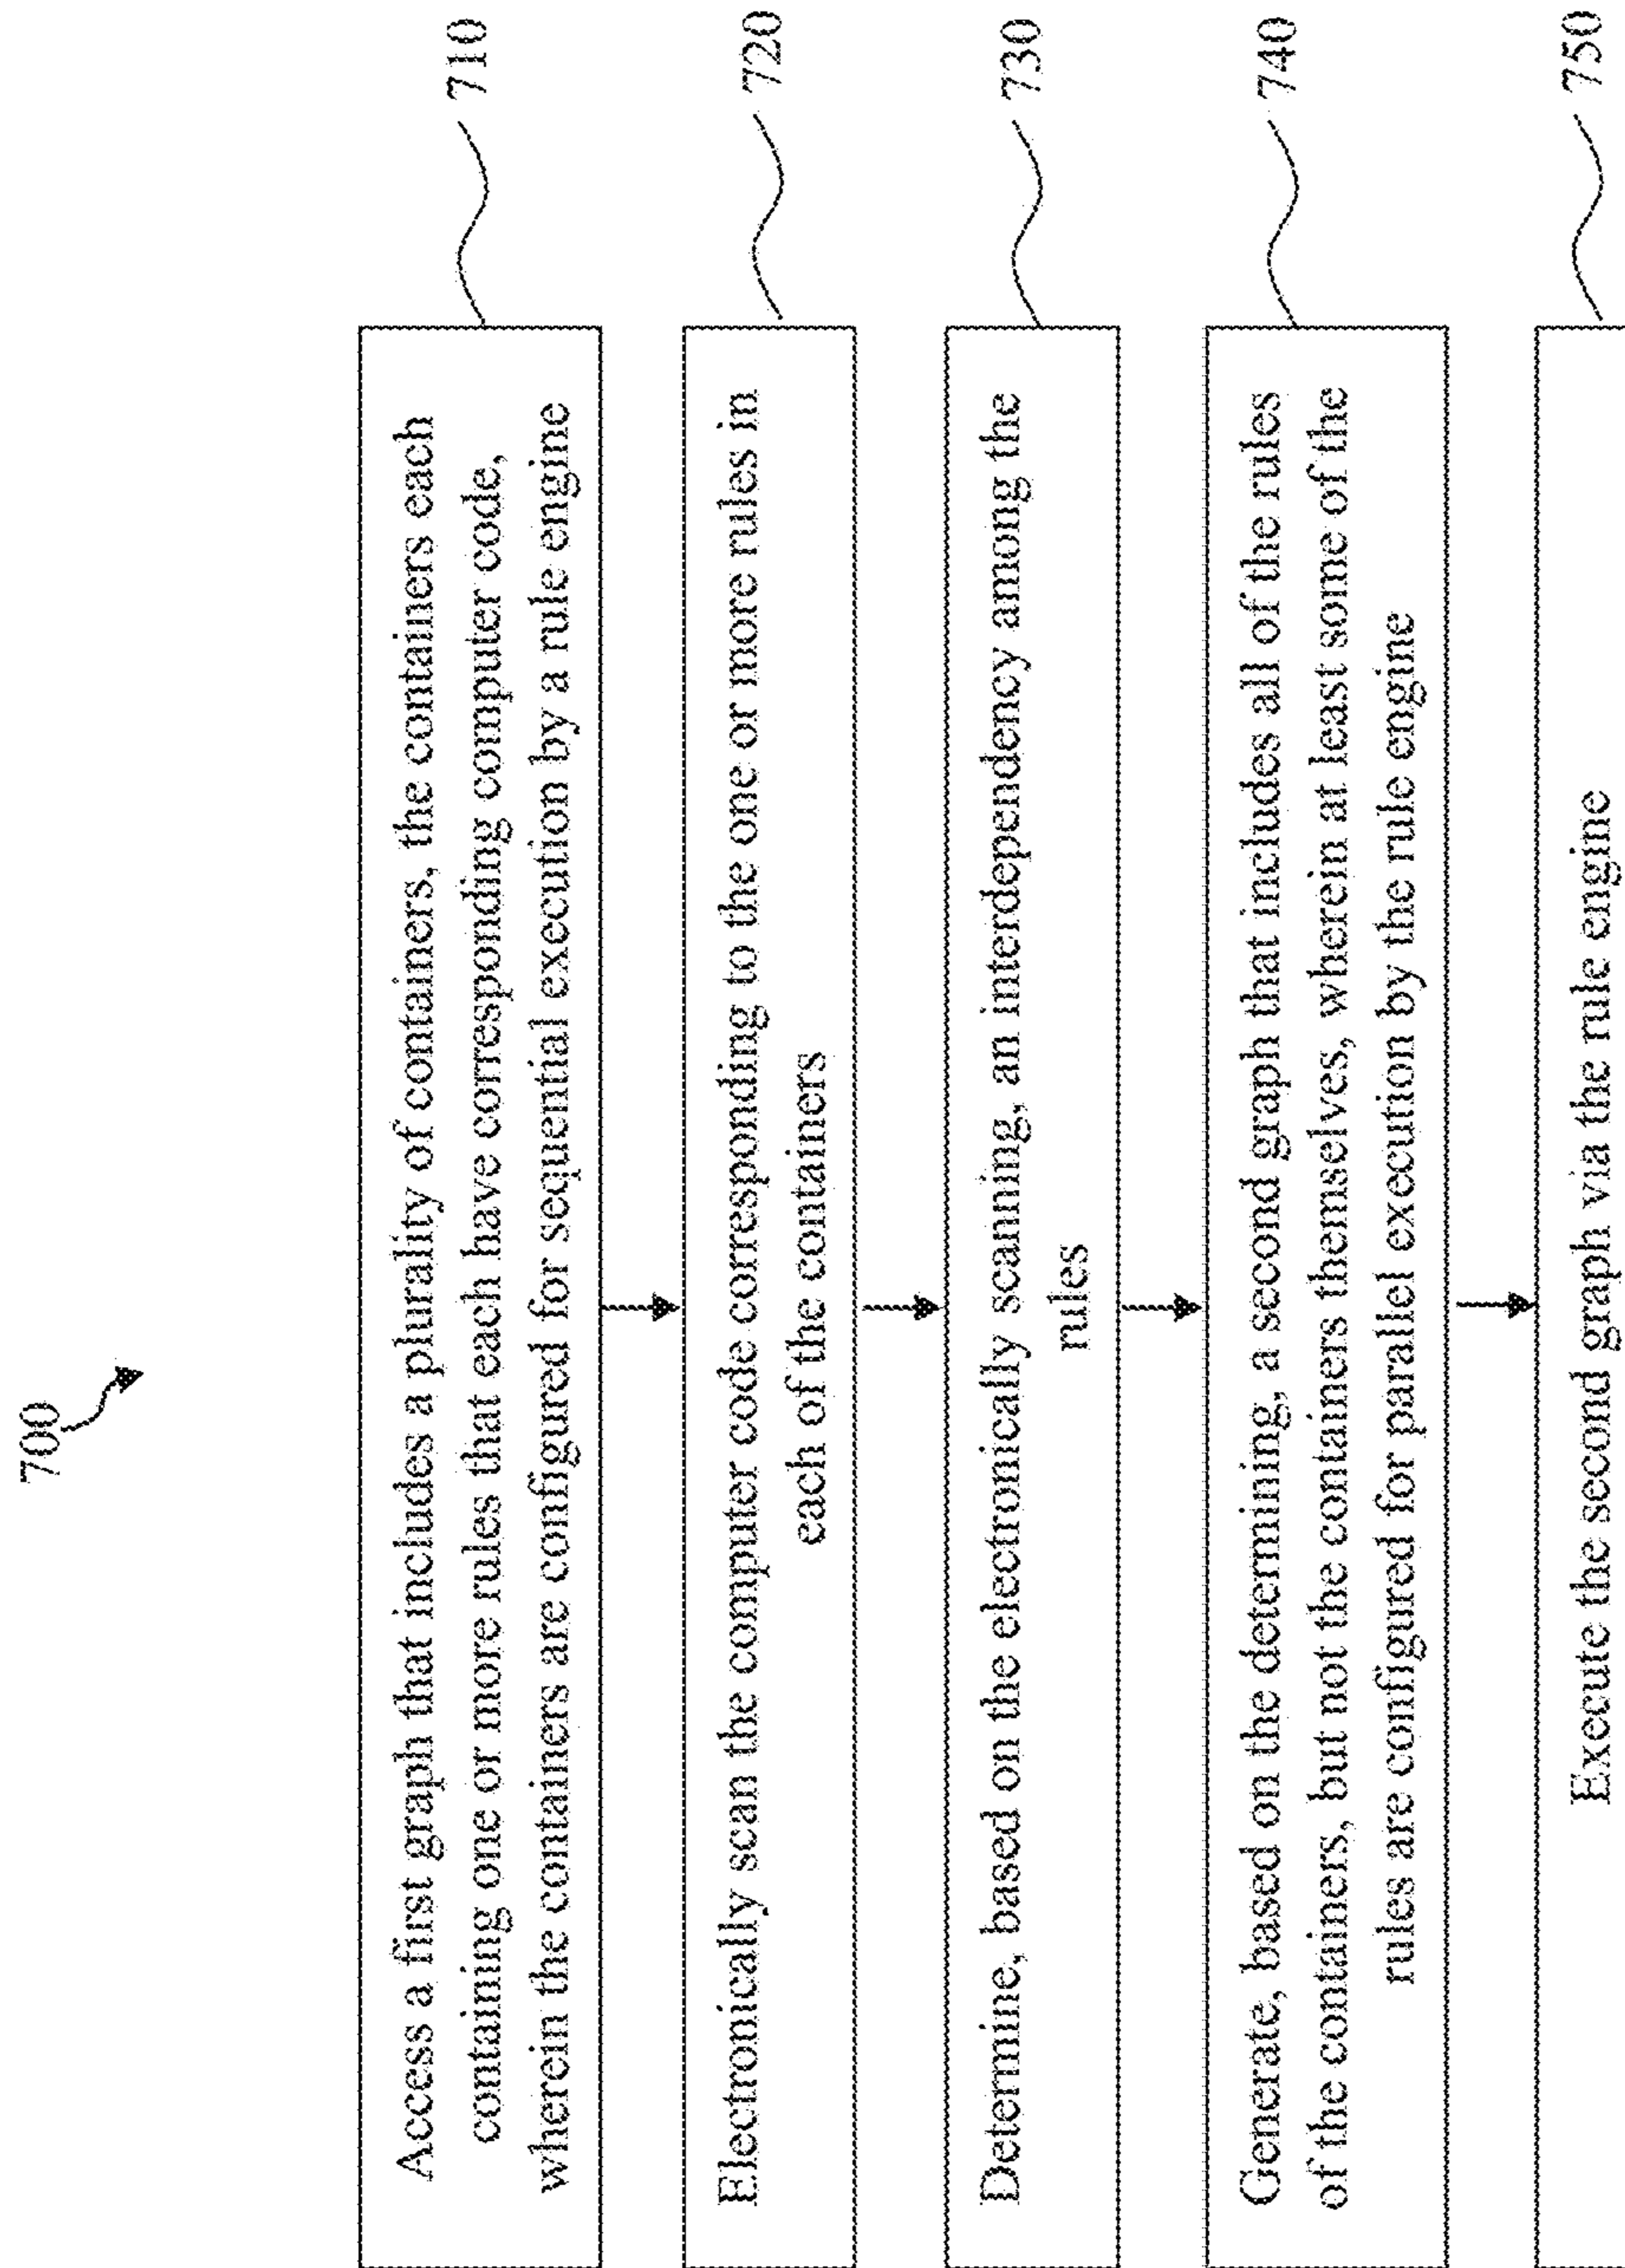 700
Access a first graph that includes a plurality of containers, the containers each
containing one or more rules that each have corresponding computer code,
wherein the containers are configured for sequential execution by a rule engine
710
Electronically scan the computer code corresponding to the one or more rules in
each of the containers
720
Determine, based on the electronically scanning, an interdependency among the
rules
730
Generate, based on the determining, a second graph that includes all of the rules
of the containers, but not the containers themselves, wherein at least some of the
rules are configured for parallel execution by the rule engine
740
Execute the second graph via the rule engine
750